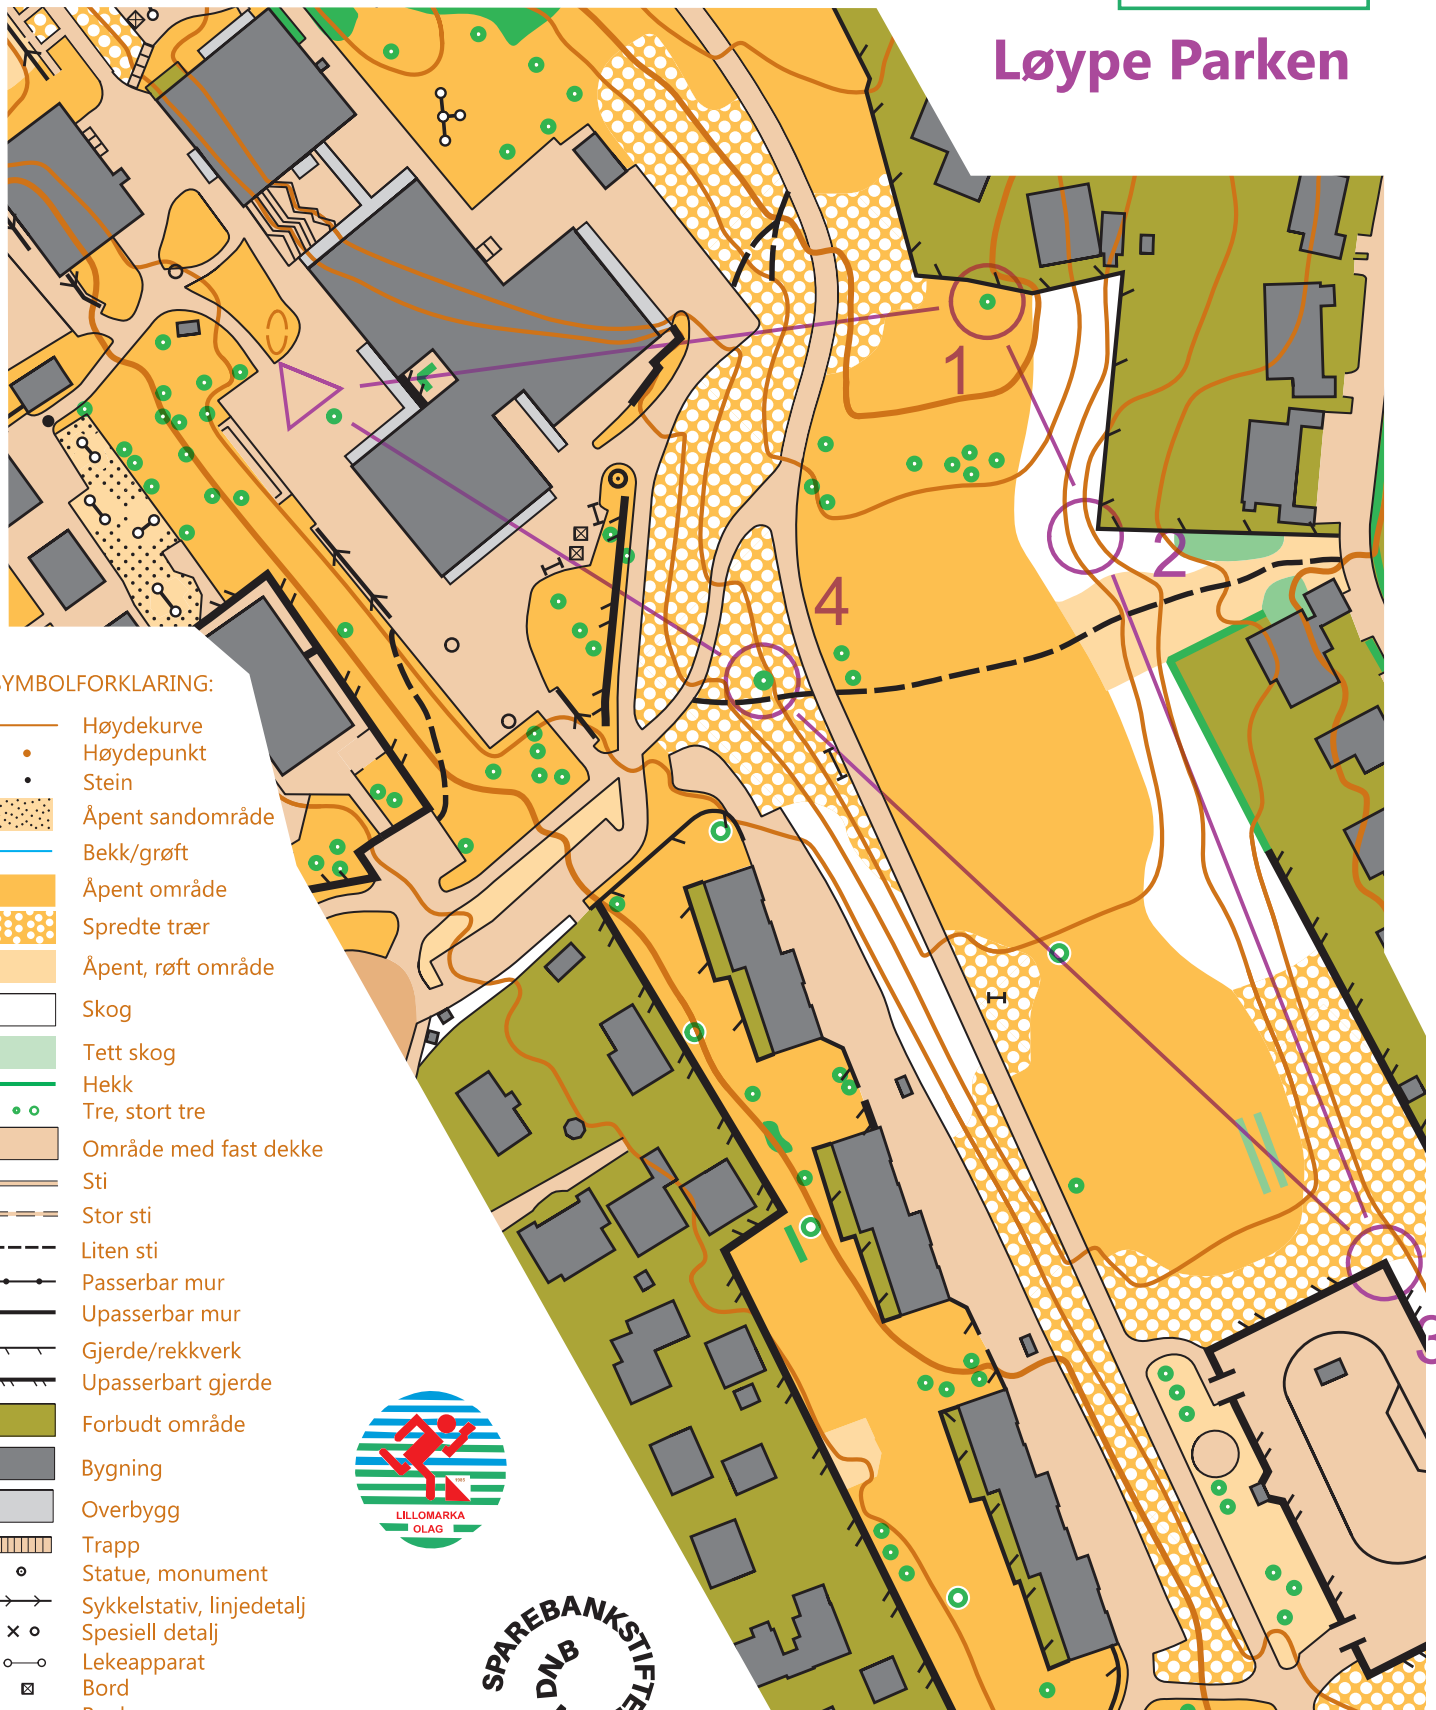 Løype Parken
1
2
4
3
YMBOLFORKLARING:
Høydekurve
Høydepunkt
Stein
Åpent sandområde
Bekk/grøft
Åpent område
Spredte trær
Åpent, røft område
Skog
Tett skog
Hekk
Tre, stort tre
Område med fast dekke
Sti
Stor sti
Liten sti
Passerbar mur
Upasserbar mur
Gjerde/rekkverk
Upasserbart gjerde
Forbudt område
Bygning
Overbygg
Trapp
Statue, monument
Sykkelstativ, linjedetalj
Spesiell detalj
Lekeapparat
Bord
LILLOMARKA
OLAG
SPAREBANKSTIFTE
DNB